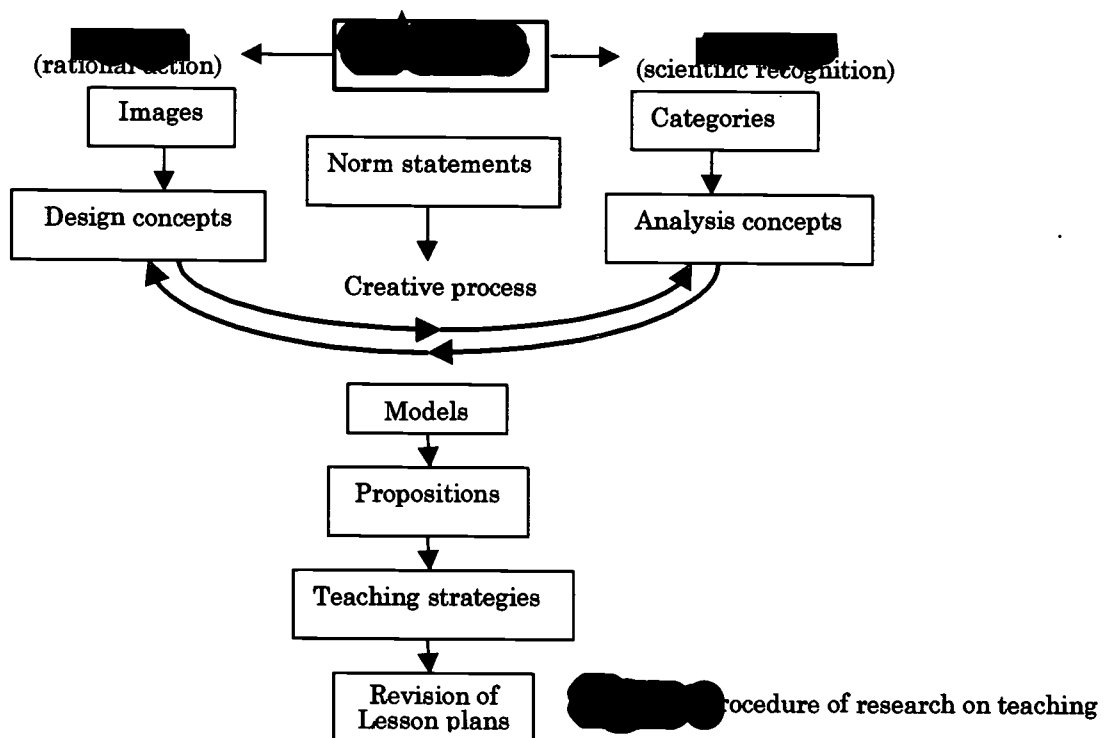 (rational action)
(scientific recognition)
Images
Categories
Norm statements
Design concepts
Analysis concepts
Creative process
Models
Propositions
Teaching strategies
Revision of
Lesson plans
of research on teaching